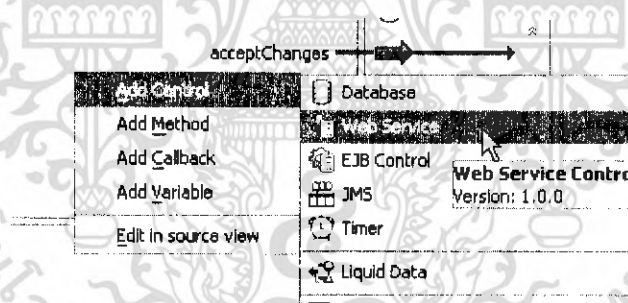 acceptChanges
Add Control
Add Method
Add Callback
Add Variable
Edit in source view
Database
Web Service
EJB Control
JMS
Timer
Liquid Data
Web Service Contro
Version: 1.0.0